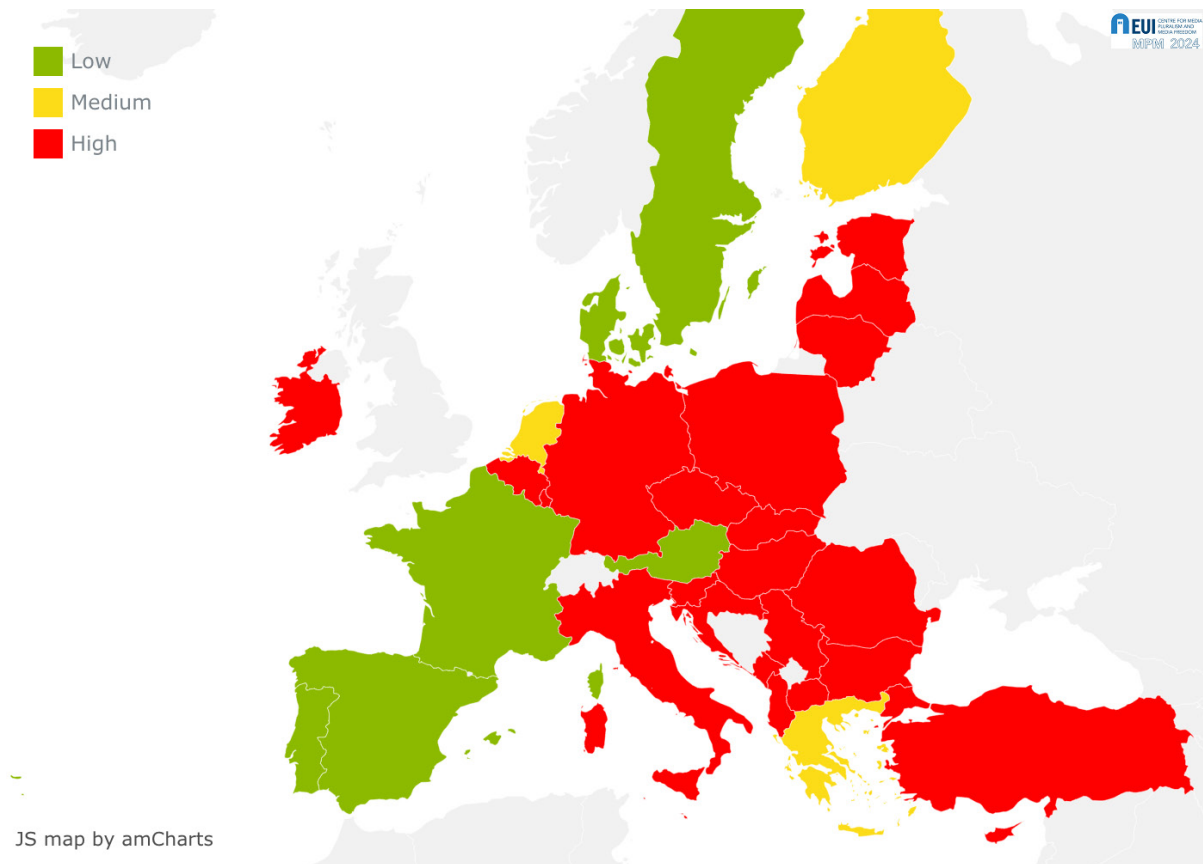 Low
Medium
High
EUI
CENTRE FOR MEDIA
PLURALISM AND
MEDIA FREEDOM
MPM 2024
JS map by amCharts